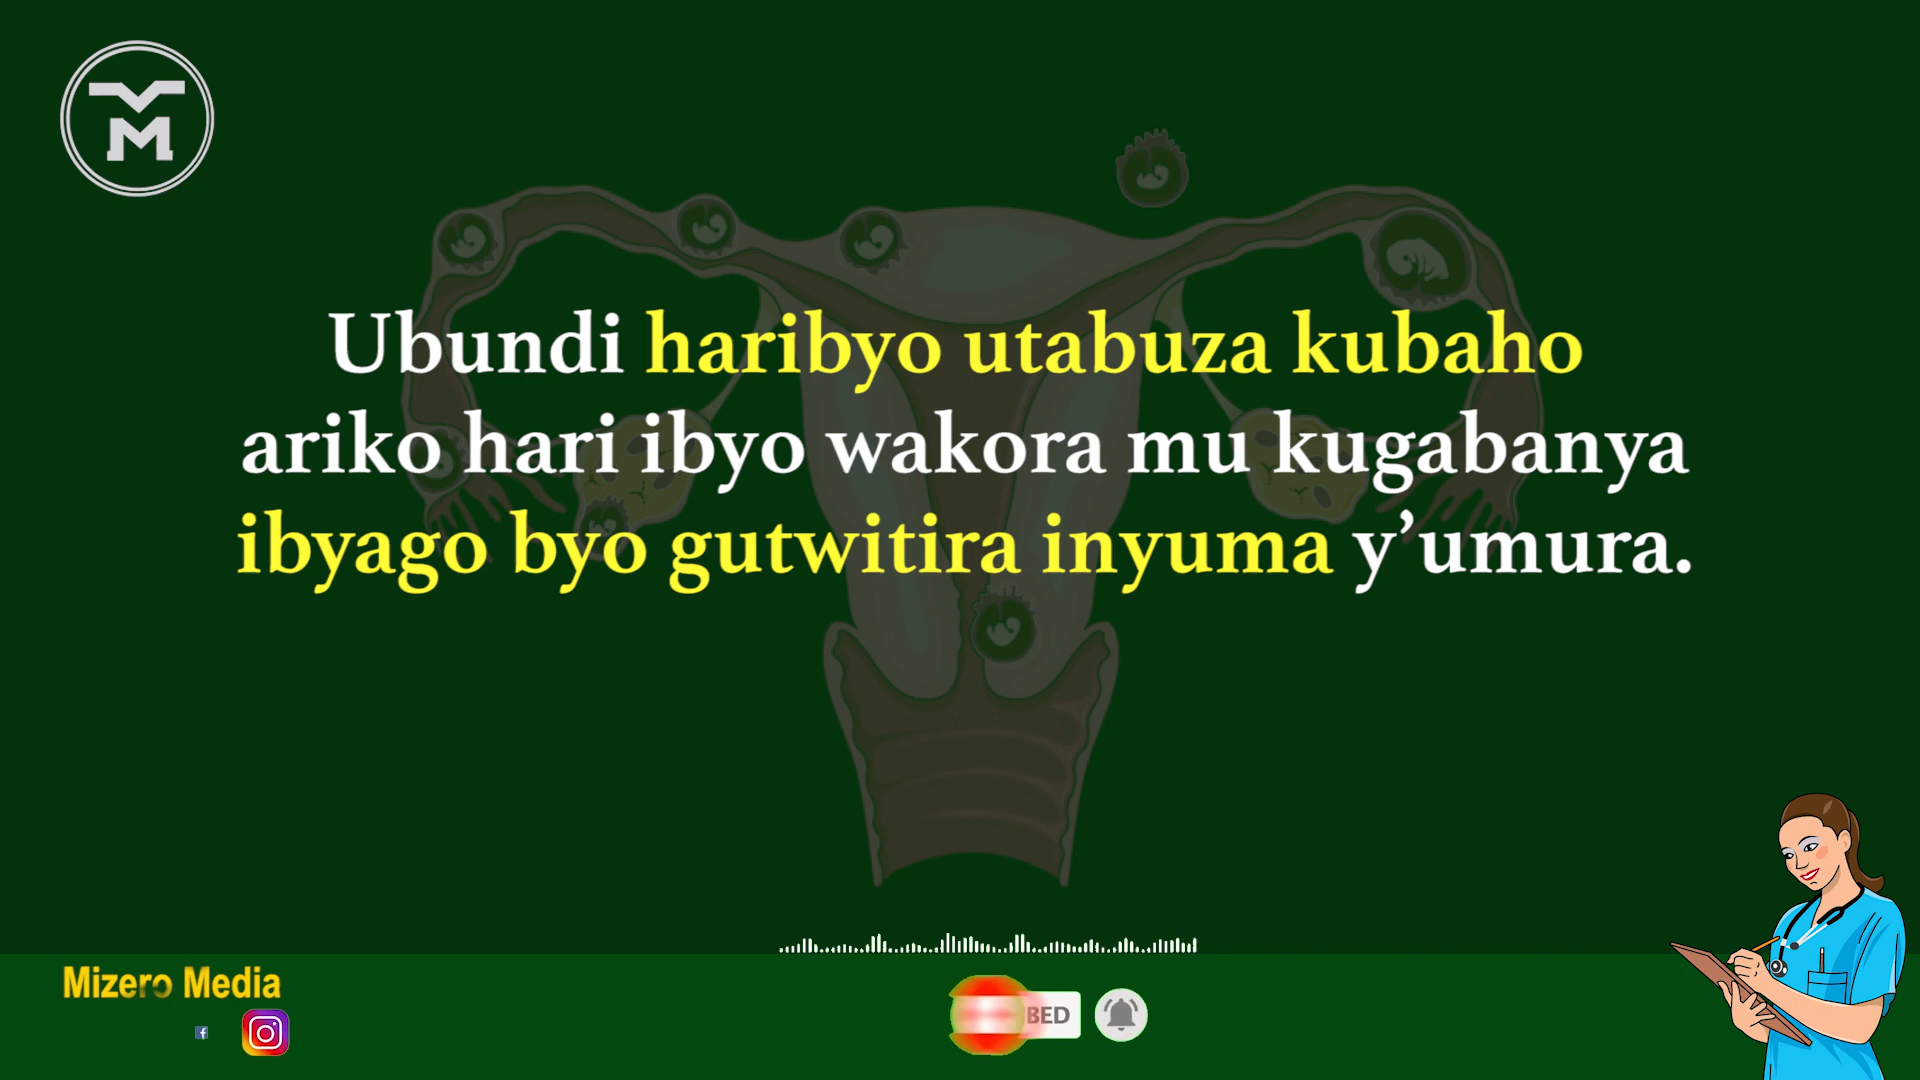 Ubundi haribyo utabuza kubaho
ariko hari ibyo wakora mu kugabanya
ibyago byo gutwitira inyuma y’umura.
Mizero Media
BED